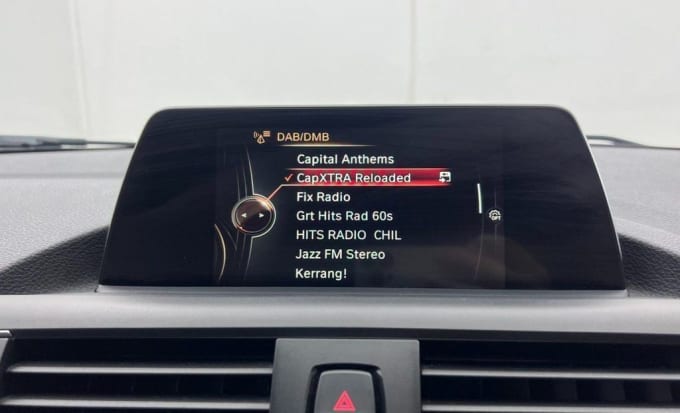 DAB/DMB
Capital Anthems
CapXTRA Reloaded
Fix Radio
Grt Hits Rad 60s
HITS RADIO  CHIL
Jazz FM Stereo
Kerrang!